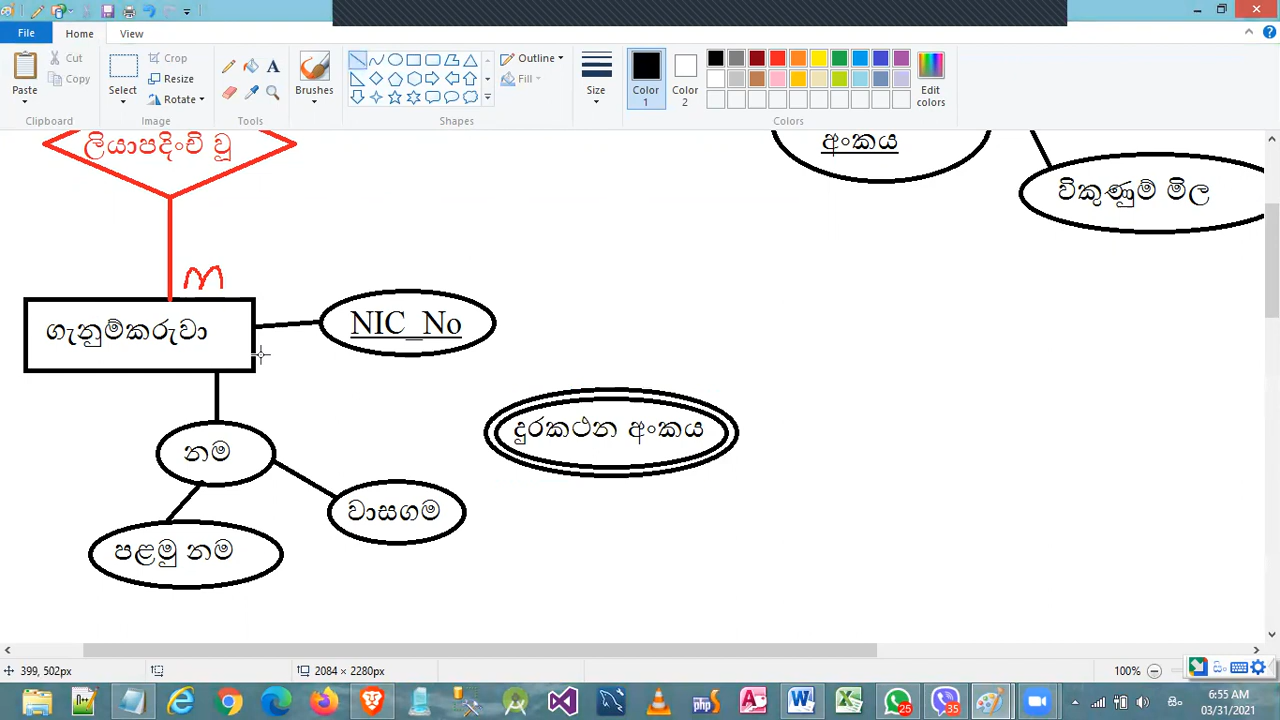 File
Home
View
Paste
Cut
Copy
Clipboard
Select
Crop
Resize
Rotate
Image
Tools
Brushes
Shapes
Outline
Fill
Size
Color 1
Color 2
Edit colors
Colors
ලියාපදිංචි වූ
අංකය
විකුණුම් මිල
m
ගැනුම්කරුවා
NIC_No
දුරකථන අංකය
නම
වාසගම
පළමු නම
399, 502px
2084 × 2280px
100%
සිං
25
35
සිං
6:55 AM
03/31/2021